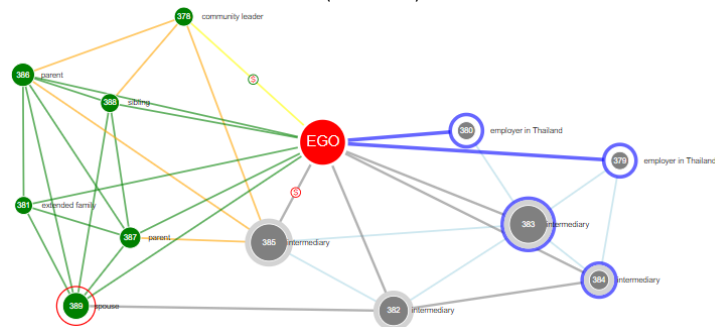 378 community leader
386 parent
388 sibling
EGO
380 employer in Thailand
379 employer in Thailand
381 extended family
383 intermediary
387 parent
385 intermediary
384 intermediary
389 spouse
382 intermediary
S
S